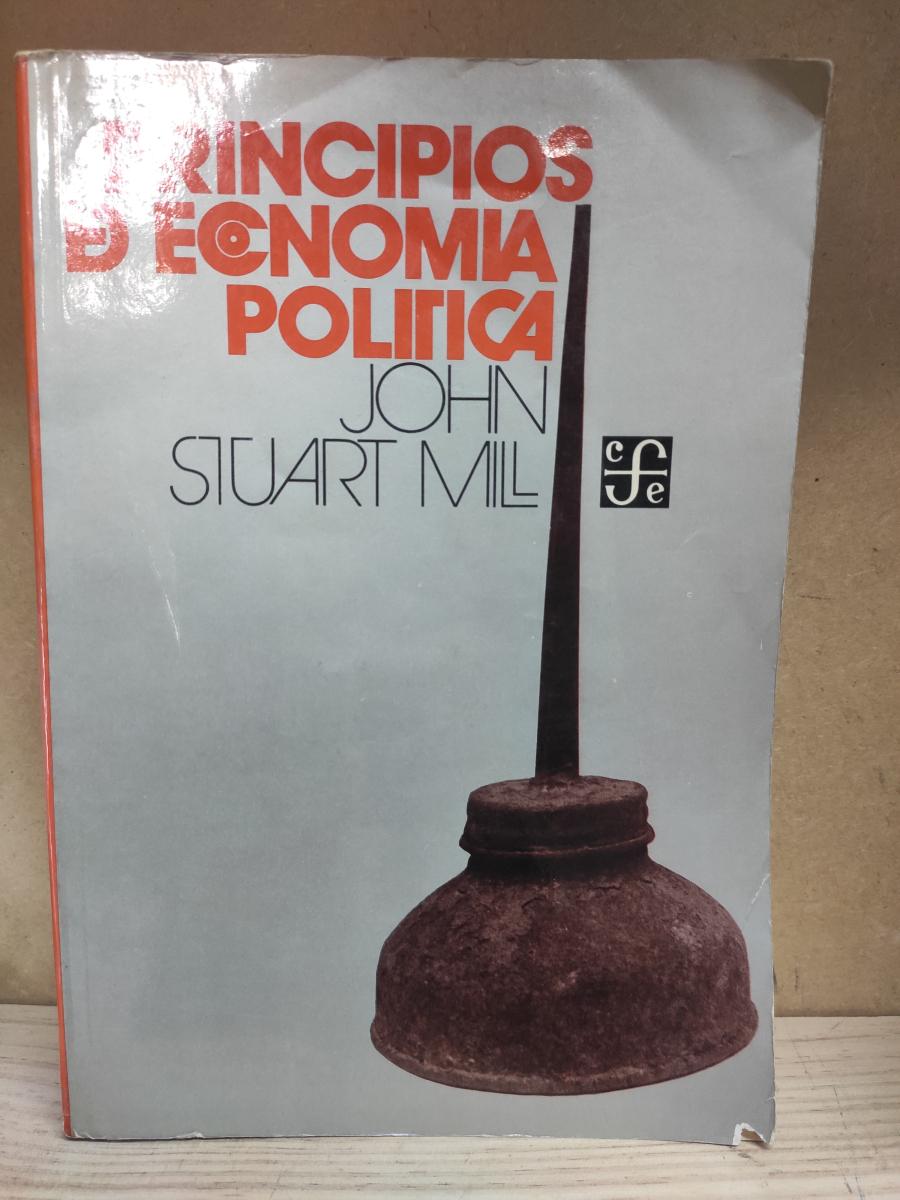 PRINCIPIOS
DE ECONOMIA
POLITICA
JOHN
STUART MILL
cfe